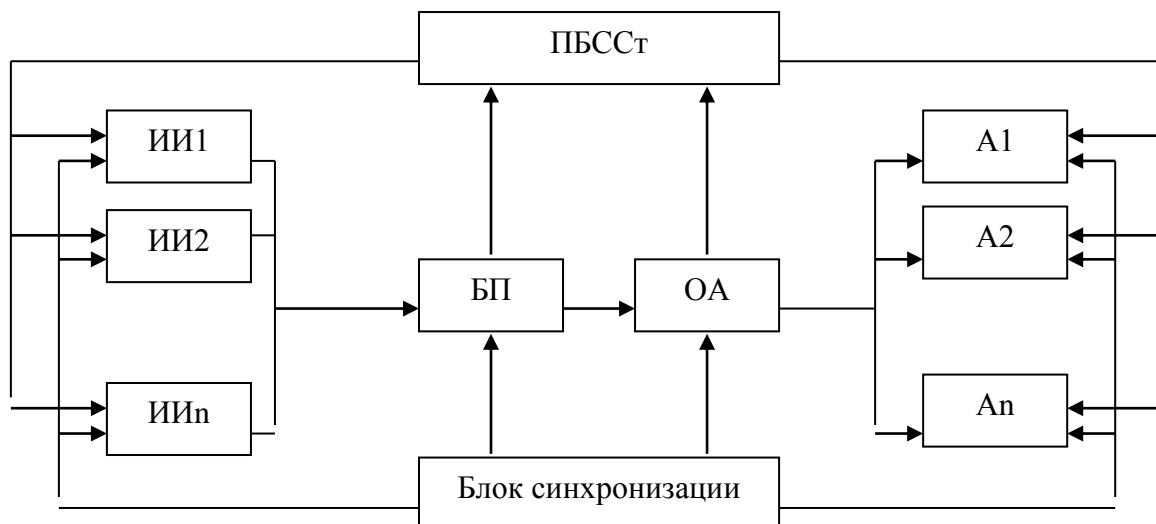 ПБССт
ИИ1
А1
ИИ2
А2
БП
ОА
ИИn
Аn
Блок синхронизации